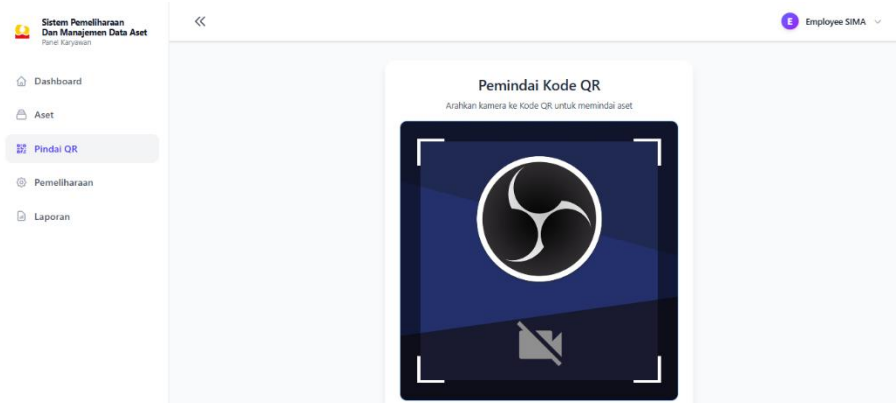 Sistem Pemeliharaan
Dan Manajemen Data Aset
Panel Karyawan
Dashboard
Aset
Pindai QR
Pemeliharaan
Laporan
E
Employee SIMA
Pemindai Kode QR
Arahkan kamera ke Kode QR untuk memindai aset